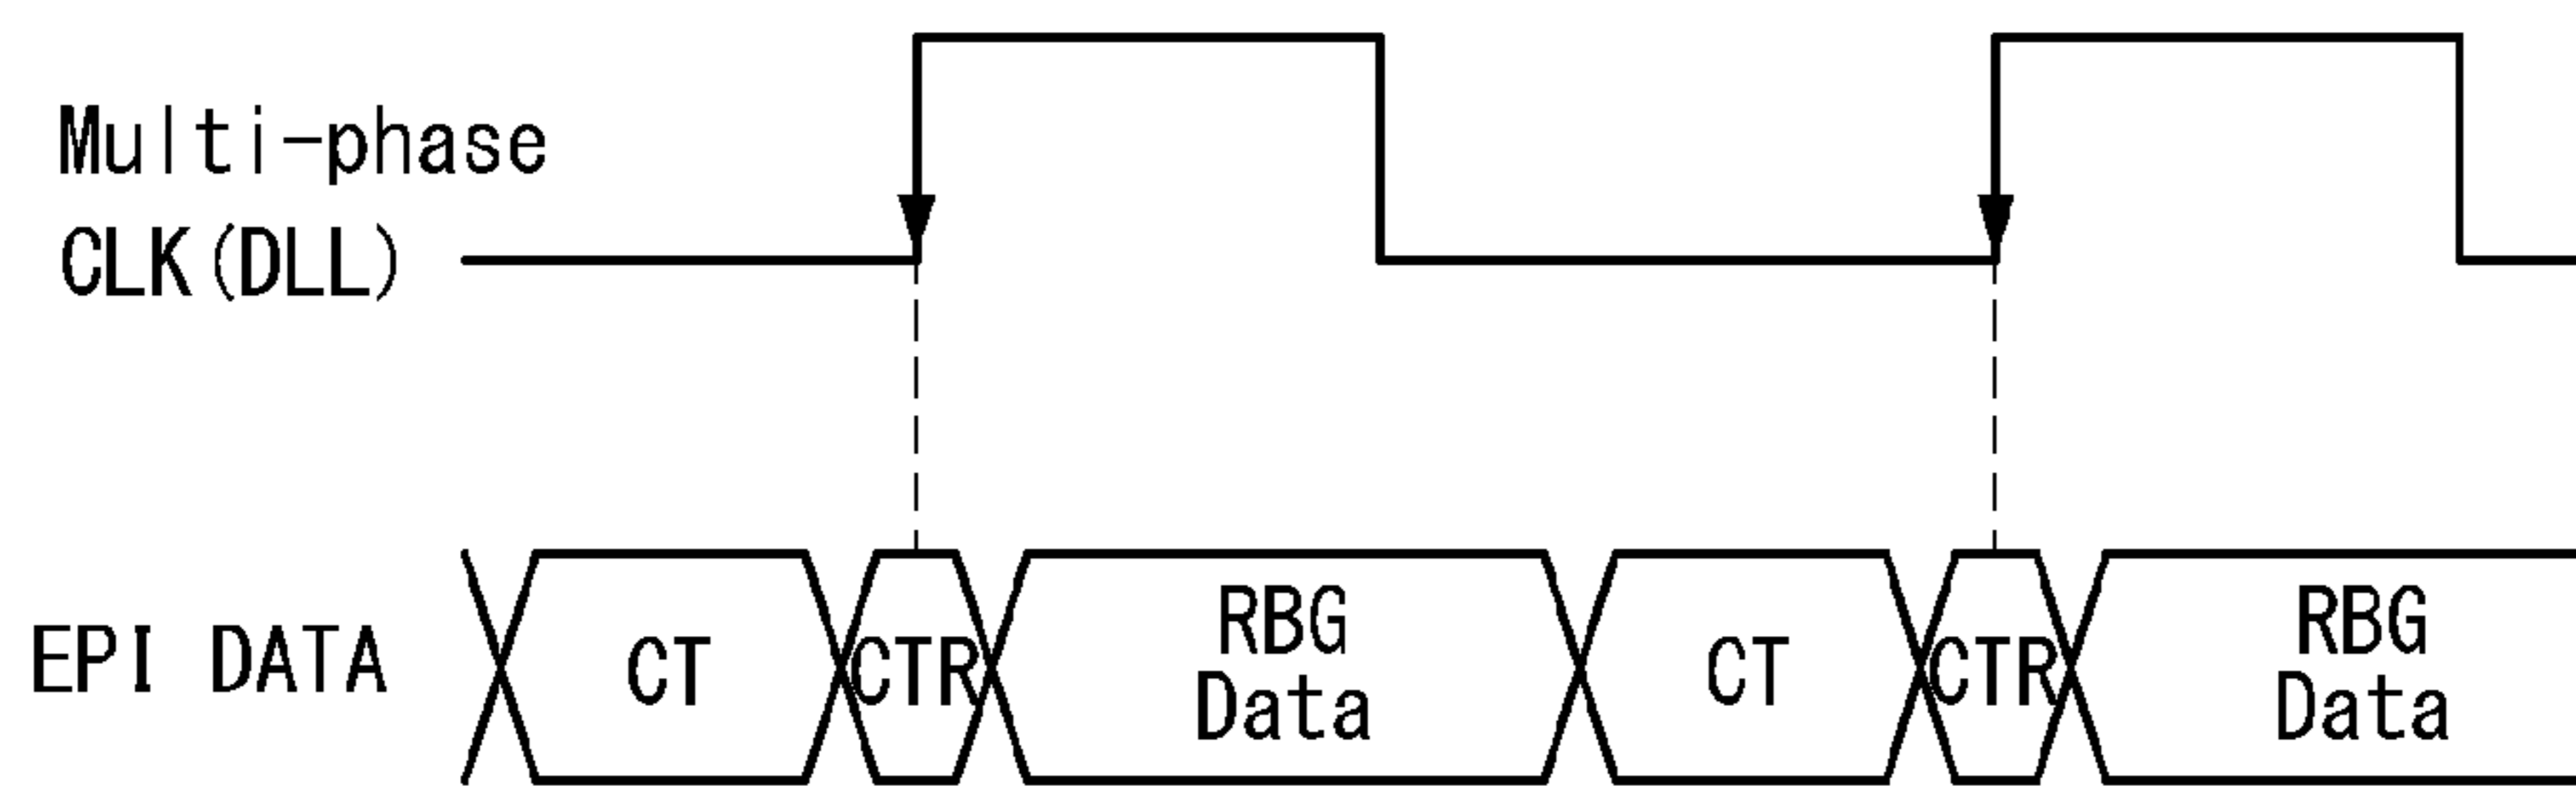 Multi-phase
CLK(DLL)
EPI DATA
CT
CTR
RBG
Data
CT
CTR
RBG
Data